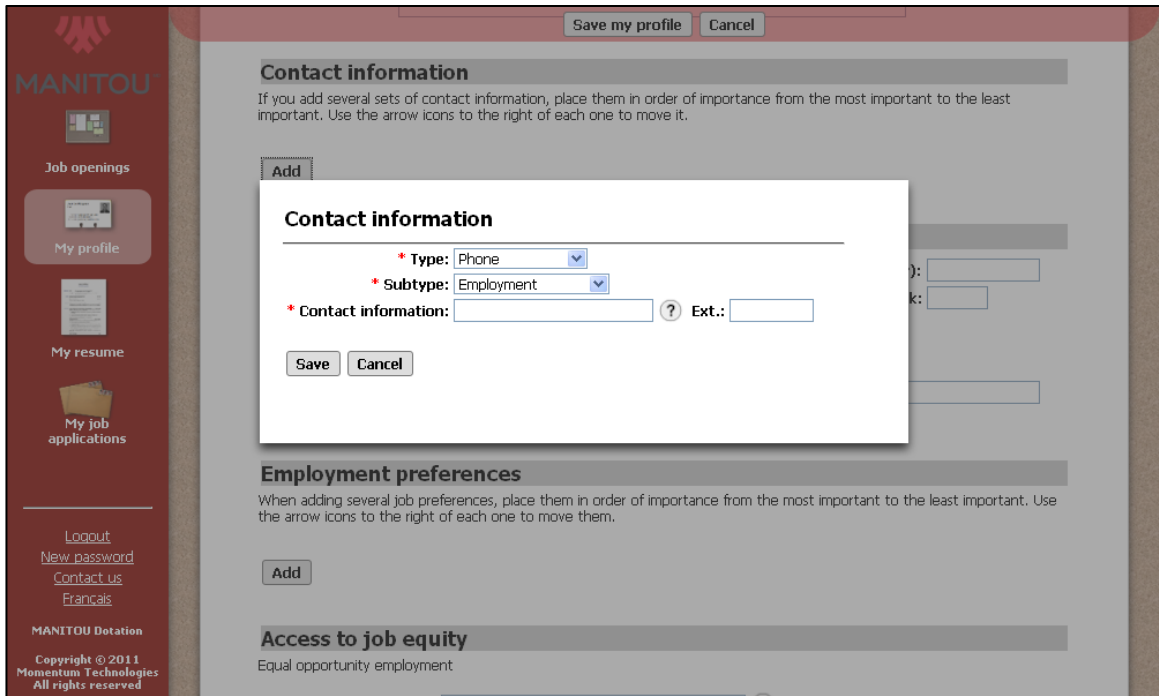 Save my profile Cancel
MANITOU™
Job openings
My profile
My resume
My job
applications
Logout
New password
Contact us
Français
MANITOU Dotation
Copyright © 2011
Momentum Technologies
All rights reserved
Contact information
If you add several sets of contact information, place them in order of importance from the most important to the least
important. Use the arrow icons to the right of each one to move it.
Add
Contact information
* Type: Phone
* Subtype: Employment
* Contact information: ? Ext.:
Save Cancel
):
k:
Employment preferences
When adding several job preferences, place them in order of importance from the most important to the least important. Use
the arrow icons to the right of each one to move them.
Add
Access to job equity
Equal opportunity employment